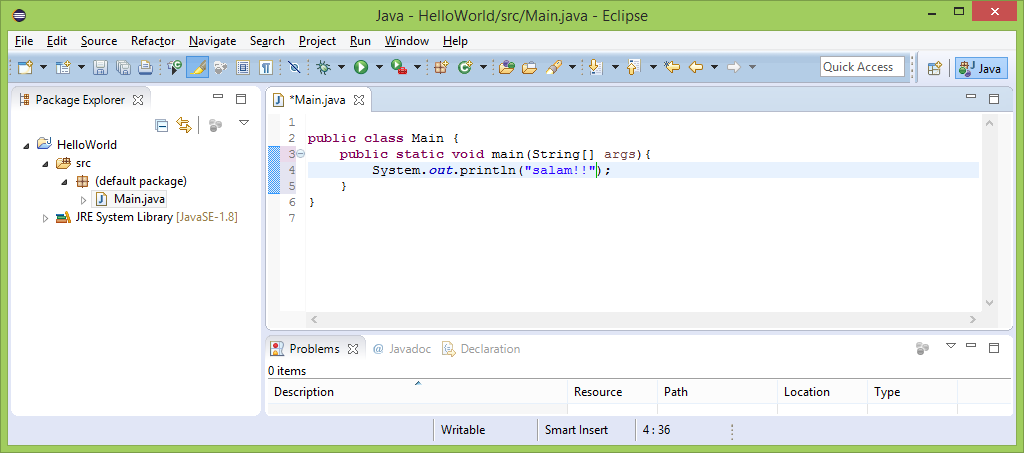 Java - HelloWorld/src/Main.java - Eclipse
File Edit Source Refactor Navigate Search Project Run Window Help
Quick Access
Java
Package Explorer
HelloWorld
src
(default package)
Main.java
JRE System Library [JavaSE-1.8]
*Main.java
1
2 public class Main {
3 public static void main(String[] args){
4 System.out.println("salam!!");
5 }
6 }
7
Problems @ Javadoc Declaration
0 items
Description Resource Path Location Type
Writable Smart Insert 4 : 36